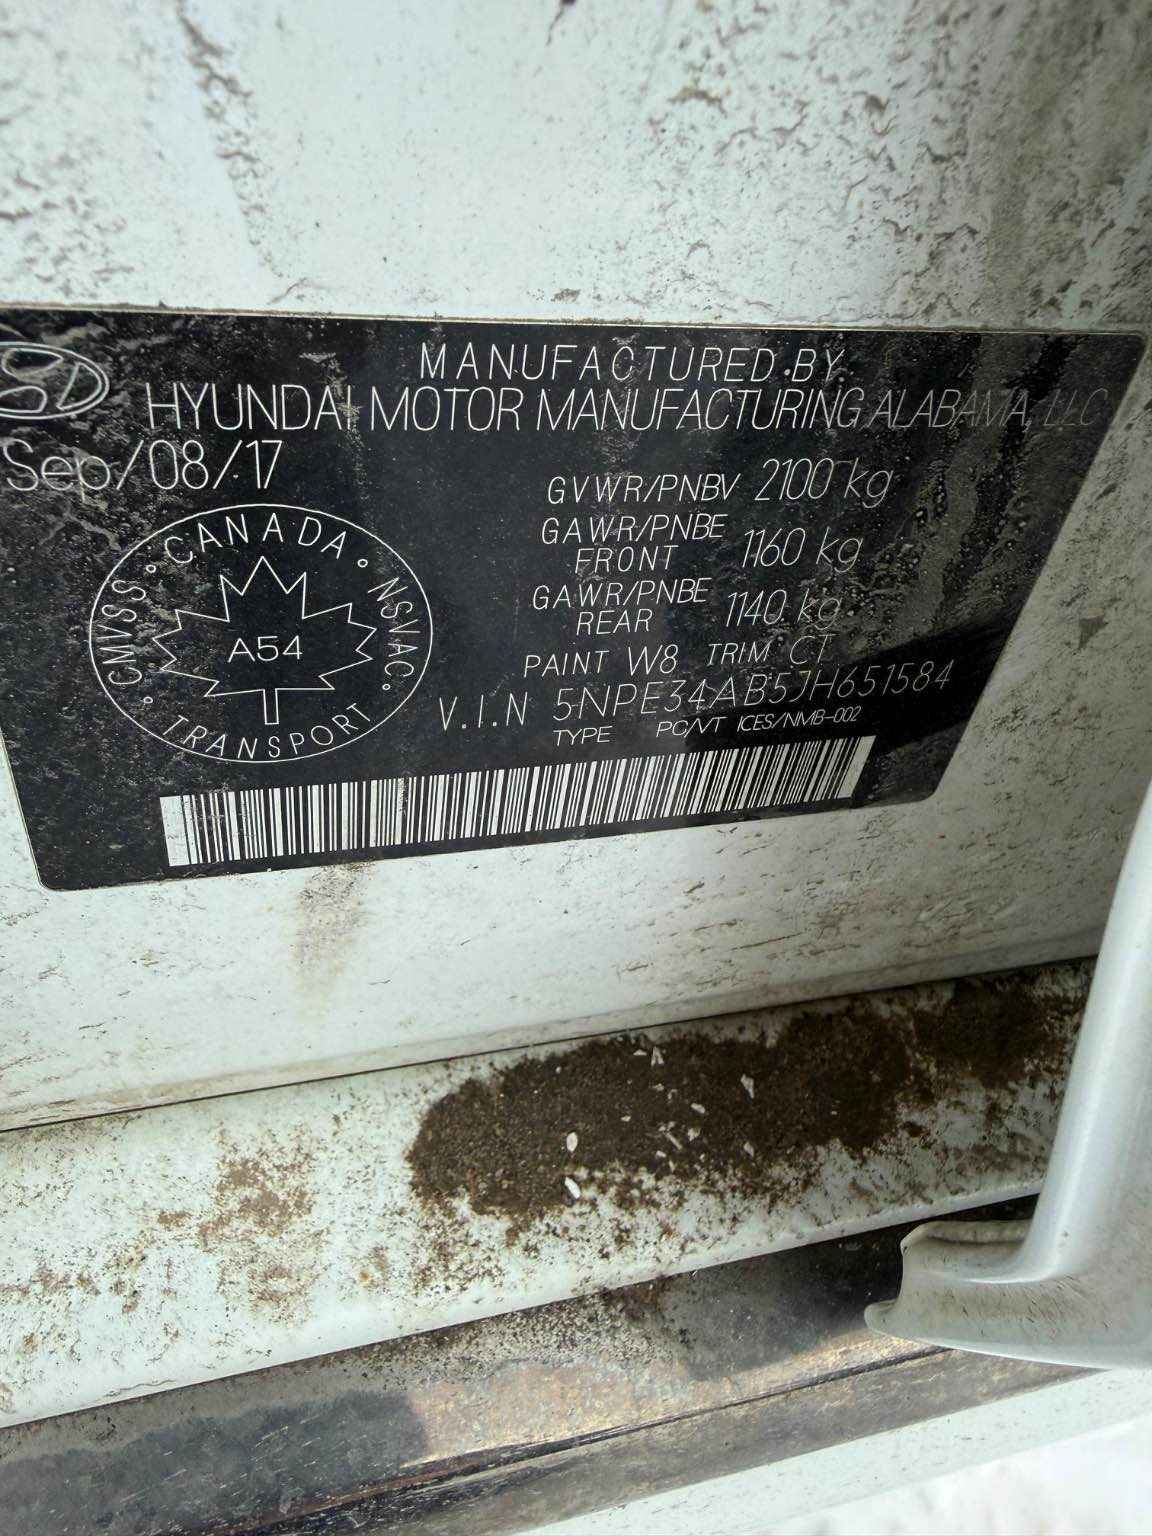 MANUFACTURED BY
HYUNDAI MOTOR MANUFACTURING ALABAMA, LLC
Sep/08/17
GVWR/PNBV 2100 kg
GAWR/PNBE FRONT 1160 kg
GAWR/PNBE REAR 1140 kg
PAINT W8 TRIM CT
V.I.N 5NPE34AB5JH651584
TYPE PC/VT ICES/NMB-002
CANADA
CMVSS
NSVAC
A54
TRANSPORT